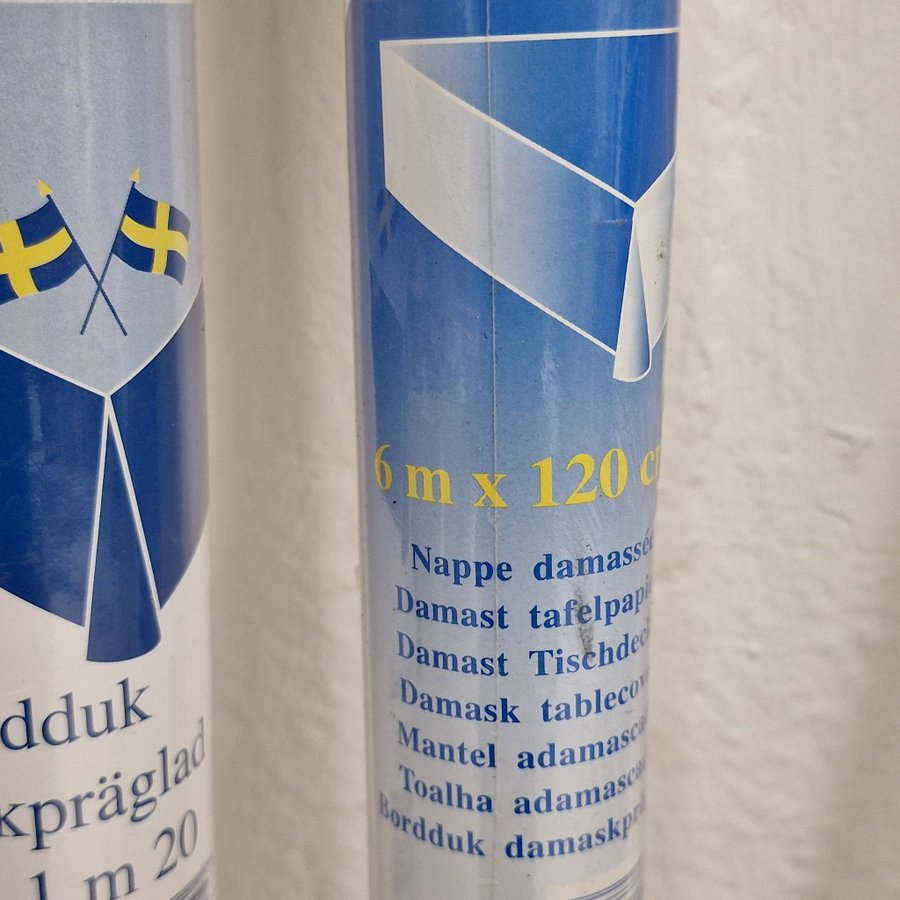 dduk
kpräglad
1 m 20
6 m x 120 c
Nappe damassé
Damast tafelpapi
Damast Tischdec
Damask tablecov
Mantel adamasca
Toalha adamasca
Bordduk damaskpr